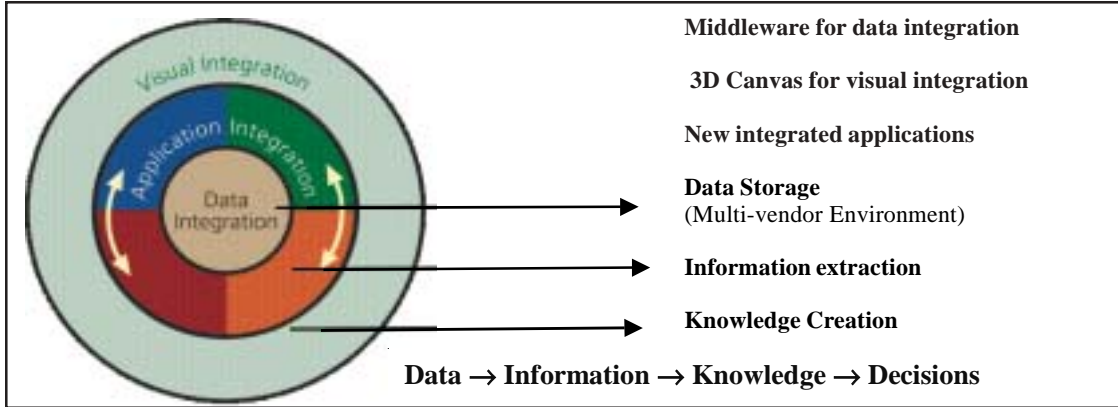 Visual Integration
Application Integration
Data
Integration
Middleware for data integration
3D Canvas for visual integration
New integrated applications
Data Storage
(Multi-vendor Environment)
Information extraction
Knowledge Creation
Data → Information → Knowledge → Decisions